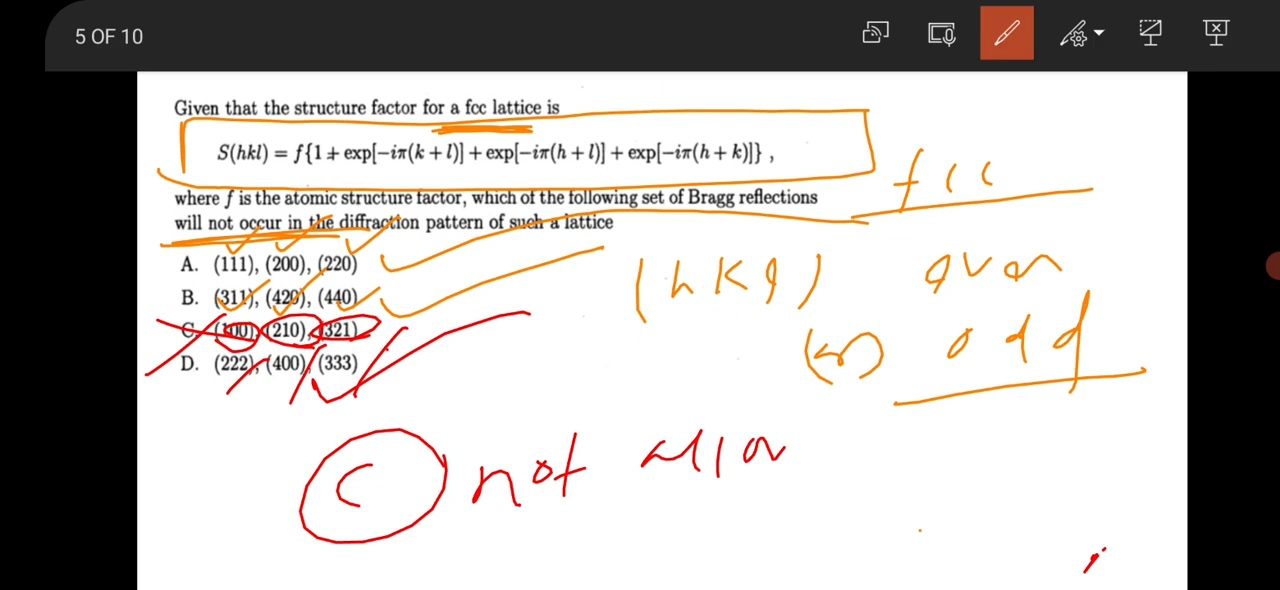 5 OF 10
Given that the structure factor for a fcc lattice is
S(hkl) = f{1 + exp[−iπ(k + l)] + exp[−iπ(h + l)] + exp[−iπ(h + k)]} ,
fcc
where f is the atomic structure factor, which of the following set of Bragg reflections
will not occur in the diffraction pattern of such a lattice
A. (111), (200), (220)
(hkl) even
B. (311), (420), (440)
C. (100), (210), (321)
(or) odd
D. (222), (400), (333)
C not allo